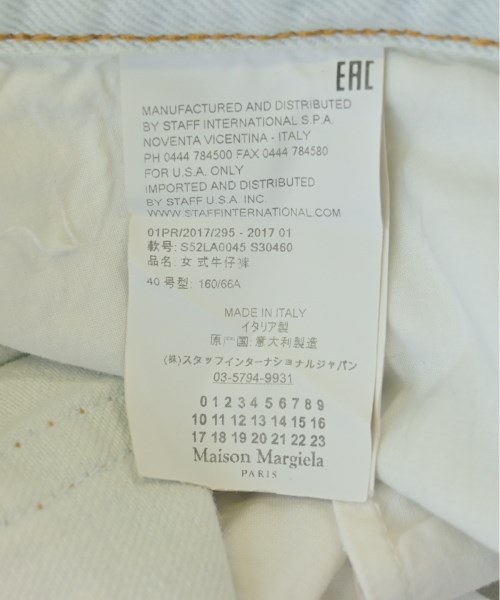 EAC
MANUFACTURED AND DISTRIBUTED
BY STAFF INTERNATIONAL S.P.A.
NOVENTA VICENTINA - ITALY
PH 0444 784500 FAX 0444 784580
FOR U.S.A. ONLY
IMPORTED AND DISTRIBUTED
BY STAFF U.S.A. INC.
WWW.STAFFINTERNATIONAL.COM
01PR/2017/295 - 2017 01
款号: S52LA0045 S30460
品名: 女 式牛仔裤
40 号型: 160/66A
MADE IN ITALY
イタリア製
原产国 意大利製造
(株)スタッフインターナショナルジャパン
03-5794-9931
0 1 2 3 4 5 6 7 8 9
10 11 12 13 14 15 16
17 18 19 20 21 22 23
Maison Margiela
PARIS